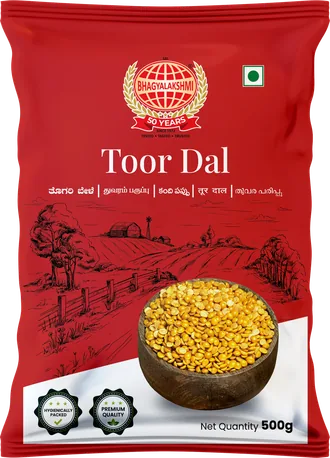 BHAGYALAKSHMI
50 YEARS
Toor Dal
ತೊಗರಿ ಬೇಳೆ | துவரம் பருப்பு | కంది పప్పు | तूर दाल | തുവര പരിപ്പ്
HYGIENICALLY
PACKED
PREMIUM
QUALITY
Net Quantity 500g